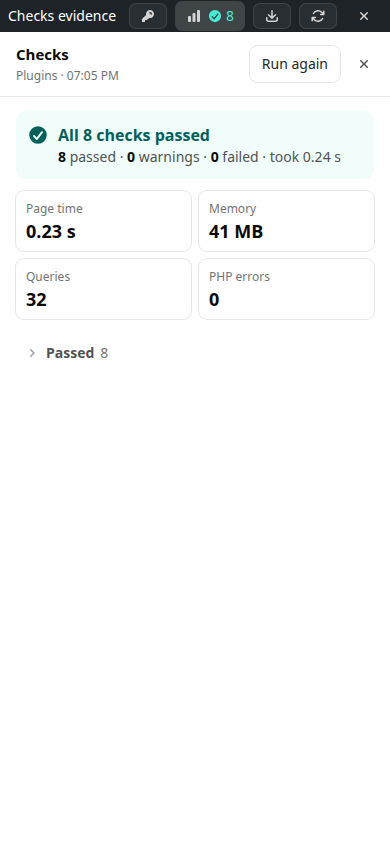 Checks evidence
8
Checks
Plugins · 07:05 PM
Run again
All 8 checks passed
8 passed · 0 warnings · 0 failed · took 0.24 s
Page time
0.23 s
Memory
41 MB
Queries
32
PHP errors
0
Passed 8